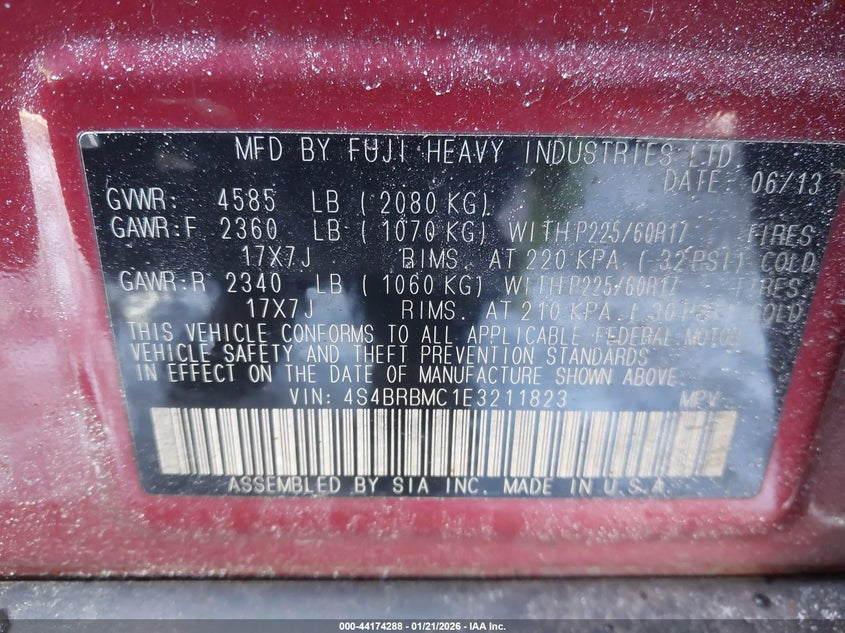 MFD BY FUJI HEAVY INDUSTRIES LTD
DATE: 06/13
GVWR: 4585 LB ( 2080 KG)
GAWR:F 2360 LB ( 1070 KG) WITH P225/60R17 TIRES
17X7J RIMS. AT 220 KPA ( 32PSI) COLD
GAWR:R 2340 LB ( 1060 KG) WITH P225/60R17 TIRES
17X7J RIMS. AT 210 KPA ( 30PSI) COLD
THIS VEHICLE CONFORMS TO ALL APPLICABLE FEDERAL MOTOR
VEHICLE SAFETY AND THEFT PREVENTION STANDARDS
IN EFFECT ON THE DATE OF MANUFACTURE SHOWN ABOVE.
VIN: 4S4BRBMC1E3211823 MPV
ASSEMBLED BY SIA INC. MADE IN U.S.A.
000-44174288 - 01/21/2026 - IAA Inc.